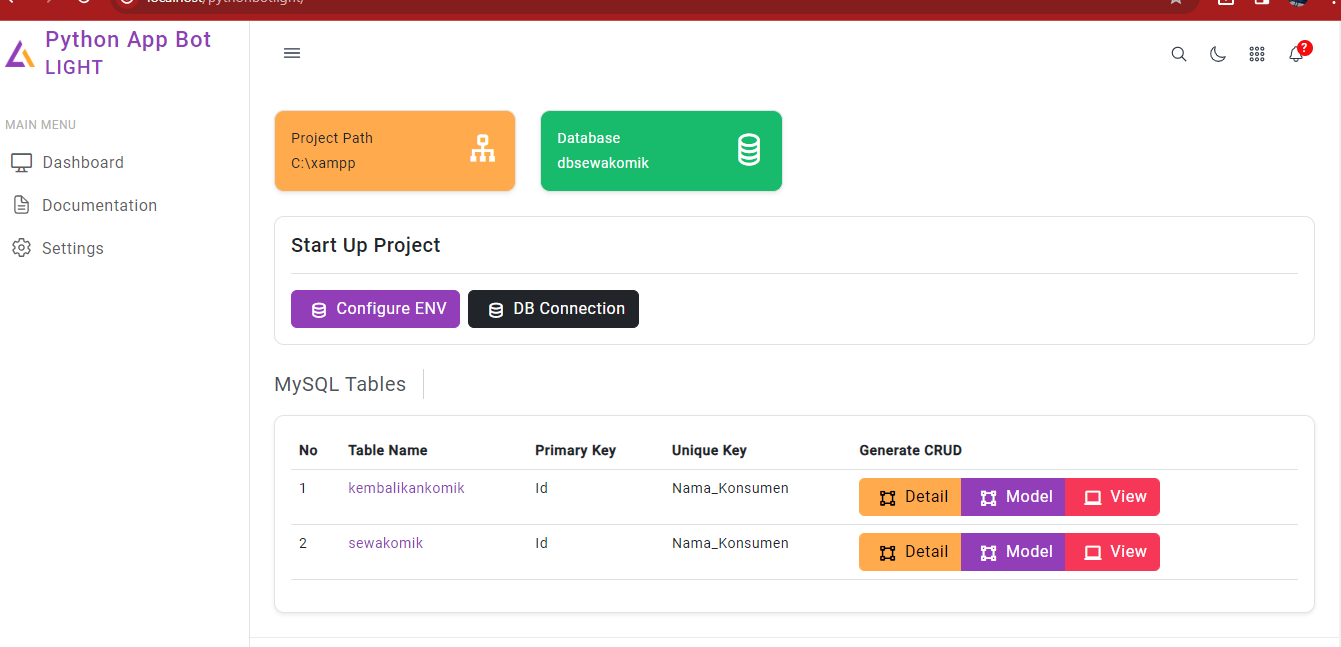 localhost/pythonbotlight/
Python App Bot
LIGHT
?
MAIN MENU
Dashboard
Documentation
Settings
Project Path
C:\xampp
Database
dbsewakomik
Start Up Project
Configure ENV
DB Connection
MySQL Tables
No Table Name Primary Key Unique Key Generate CRUD
1 kembalikankomik Id Nama_Konsumen Detail Model View
2 sewakomik Id Nama_Konsumen Detail Model View